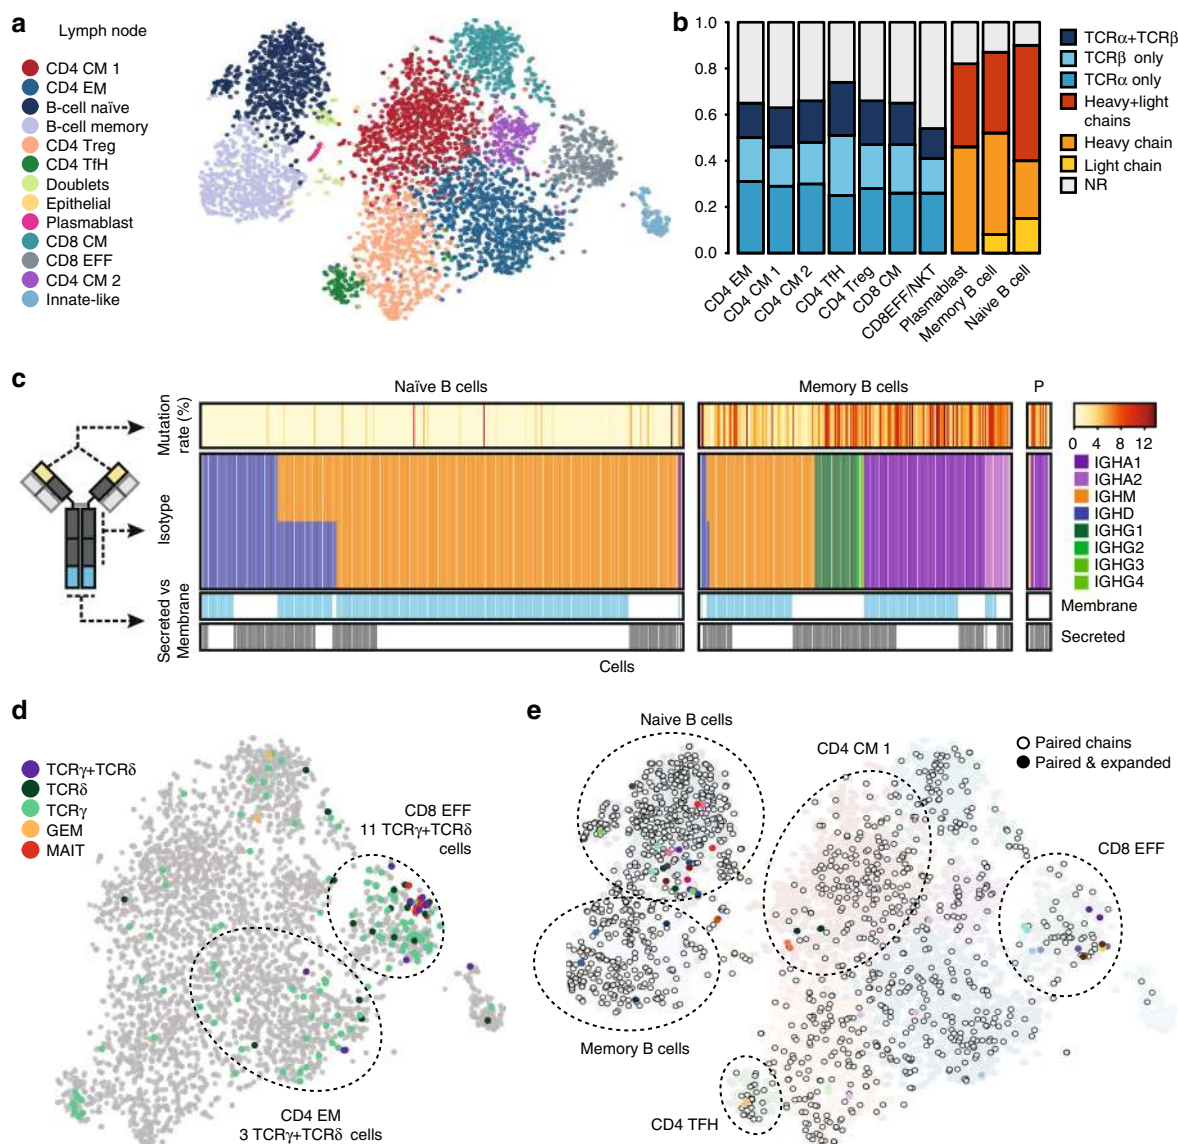 a
Lymph node
CD4 CM 1
CD4 EM
B-cell naïve
B-cell memory
CD4 Treg
CD4 TfH
Doublets
Epithelial
Plasmablast
CD8 CM
CD8 EFF
CD4 CM 2
Innate-like
b
1.0
0.8
0.6
0.4
0.2
0.0
CD4 EM
CD4 CM 1
CD4 CM 2
CD4 TfH
CD4 Treg
CD8 CM
CD8EFF/NKT
Plasmablast
Memory B cell
Naive B cell
TCRα+TCRβ
TCRβ only
TCRα only
Heavy+light
chains
Heavy chain
Light chain
NR
c
Naïve B cells
Memory B cells
P
Mutation
rate (%)
Isotype
Secreted vs
Membrane
Cells
0 4 8 12
IGHA1
IGHA2
IGHM
IGHD
IGHG1
IGHG2
IGHG3
IGHG4
Membrane
Secreted
d
TCRγ+TCRδ
TCRδ
TCRγ
GEM
MAIT
CD8 EFF
11 TCRγ+TCRδ
cells
CD4 EM
3 TCRγ+TCRδ cells
e
Naive B cells
CD4 CM 1
Paired chains
Paired & expanded
CD8 EFF
Memory B cells
CD4 TFH